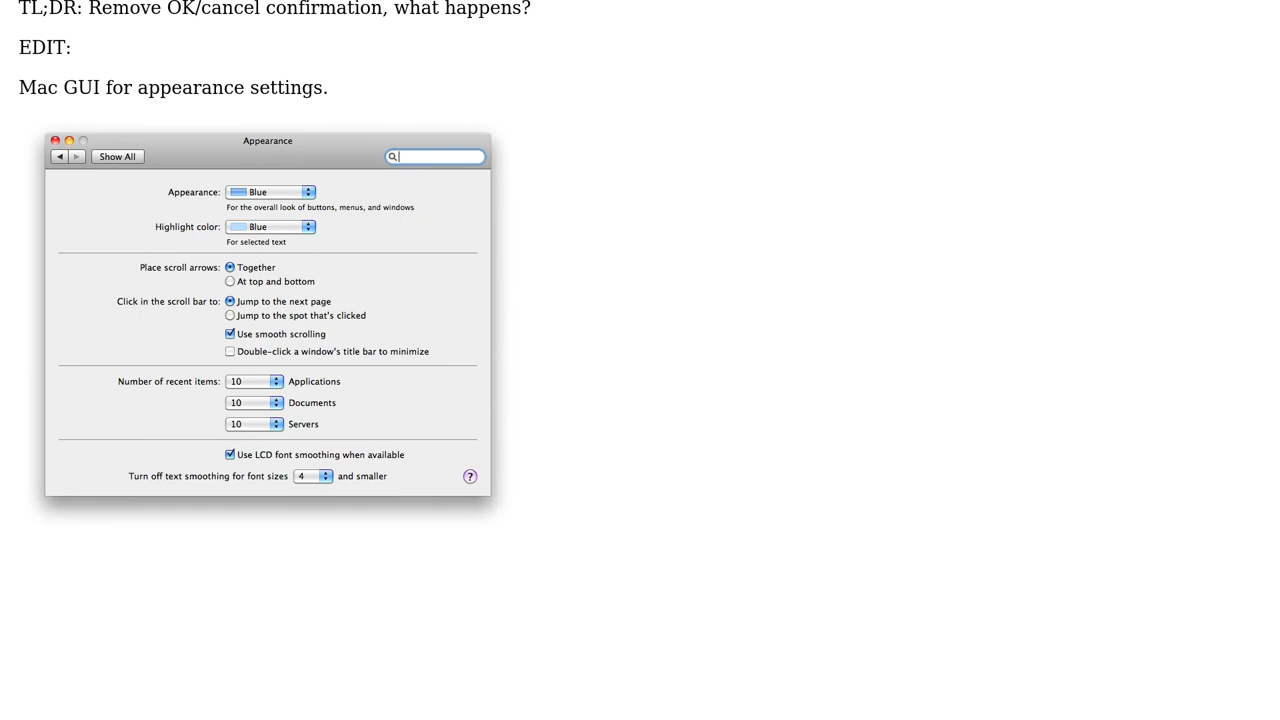 TL;DR: Remove OK/cancel confirmation, what happens?
EDIT:
Mac GUI for appearance settings.
Appearance
Show All
Appearance: Blue
For the overall look of buttons, menus, and windows
Highlight color: Blue
For selected text
Place scroll arrows: Together
At top and bottom
Click in the scroll bar to: Jump to the next page
Jump to the spot that's clicked
Use smooth scrolling
Double-click a window's title bar to minimize
Number of recent items: 10 Applications
10 Documents
10 Servers
Use LCD font smoothing when available
Turn off text smoothing for font sizes 4 and smaller ?